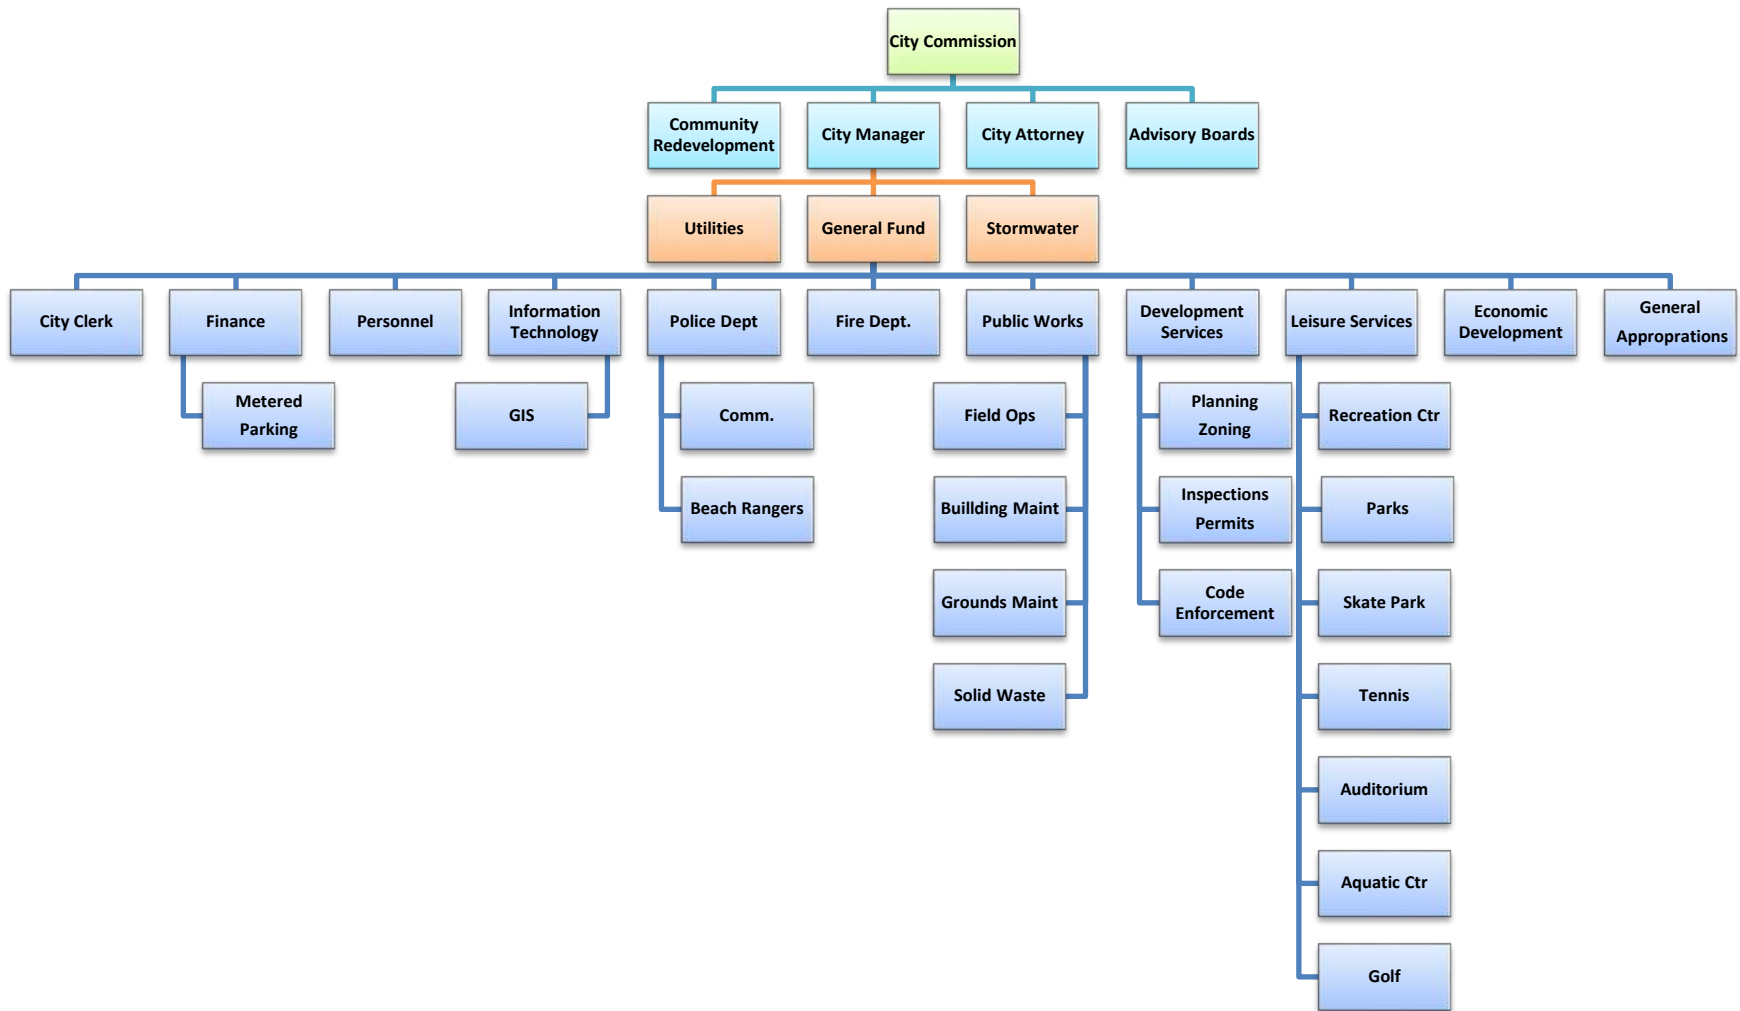 City Commission
Community
Redevelopment
City Manager
City Attorney
Advisory Boards
Utilities
General Fund
Stormwater
City Clerk
Finance
Personnel
Information
Technology
Police Dept
Fire Dept.
Public Works
Development
Services
Leisure Services
Economic
Development
General
Approprations
Metered
Parking
GIS
Comm.
Field Ops
Planning
Zoning
Recreation Ctr
Beach Rangers
Buillding Maint
Inspections
Permits
Parks
Grounds Maint
Code
Enforcement
Skate Park
Solid Waste
Tennis
Auditorium
Aquatic Ctr
Golf